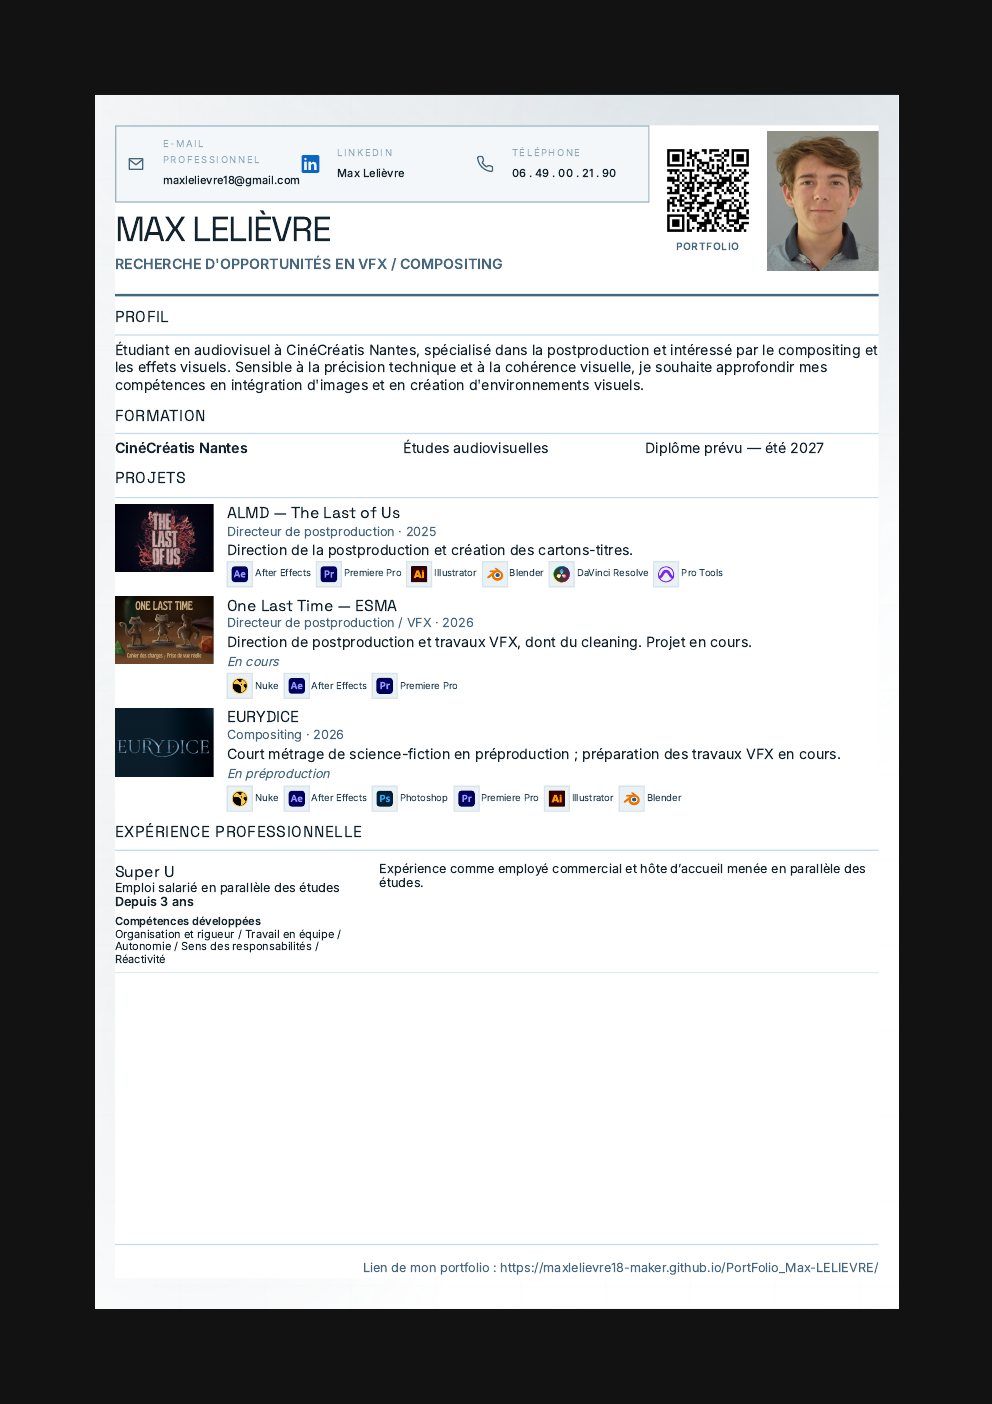 E-MAIL
PROFESSIONNEL
maxlelievre18@gmail.com
LINKEDIN
Max Lelièvre
TÉLÉPHONE
06 . 49 . 00 . 21 . 90
PORTFOLIO
MAX LELIÈVRE
RECHERCHE D'OPPORTUNITÉS EN VFX / COMPOSITING
PROFIL
Étudiant en audiovisuel à CinéCréatis Nantes, spécialisé dans la postproduction et intéressé par le compositing et
les effets visuels. Sensible à la précision technique et à la cohérence visuelle, je souhaite approfondir mes
compétences en intégration d'images et en création d'environnements visuels.
FORMATION
CinéCréatis Nantes Études audiovisuelles Diplôme prévu — été 2027
PROJETS
THE
LAST
OF US
ALMD — The Last of Us
Directeur de postproduction · 2025
Direction de la postproduction et création des cartons-titres.
Ae After Effects Pr Premiere Pro Ai Illustrator Blender DaVinci Resolve Pro Tools
ONE LAST TIME
Cahier des charges - Prise de vue réelle
One Last Time — ESMA
Directeur de postproduction / VFX · 2026
Direction de postproduction et travaux VFX, dont du cleaning. Projet en cours.
En cours
Nuke Ae After Effects Pr Premiere Pro
EURYDICE
EURYDICE
Compositing · 2026
Court métrage de science-fiction en préproduction ; préparation des travaux VFX en cours.
En préproduction
Nuke Ae After Effects Ps Photoshop Pr Premiere Pro Ai Illustrator Blender
EXPÉRIENCE PROFESSIONNELLE
Super U
Emploi salarié en parallèle des études
Depuis 3 ans
Compétences développées
Organisation et rigueur / Travail en équipe /
Autonomie / Sens des responsabilités /
Réactivité
Expérience comme employé commercial et hôte d’accueil menée en parallèle des
études.
Lien de mon portfolio : https://maxlelievre18-maker.github.io/PortFolio_Max-LELIEVRE/